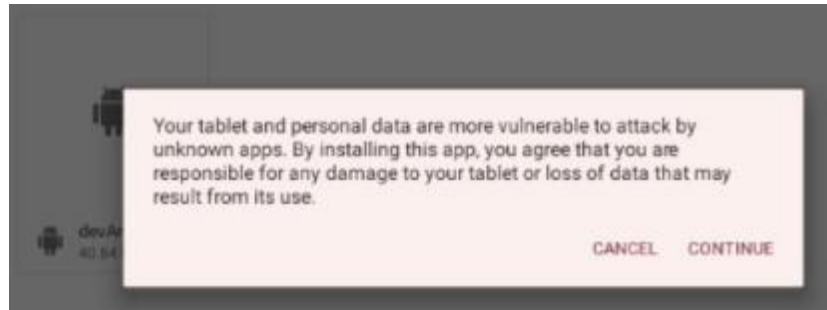 Your tablet and personal data are more vulnerable to attack by
unknown apps. By installing this app, you agree that you are
responsible for any damage to your tablet or loss of data that may
result from its use.
CANCEL CONTINUE